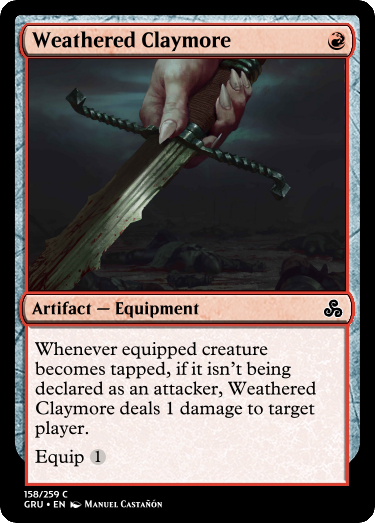 Weathered Claymore
Artifact — Equipment
Whenever equipped creature
becomes tapped, if it isn't being
declared as an attacker, Weathered
Claymore deals 1 damage to target
player.
Equip 1
158/259 C
GRU • EN Manuel Castañón